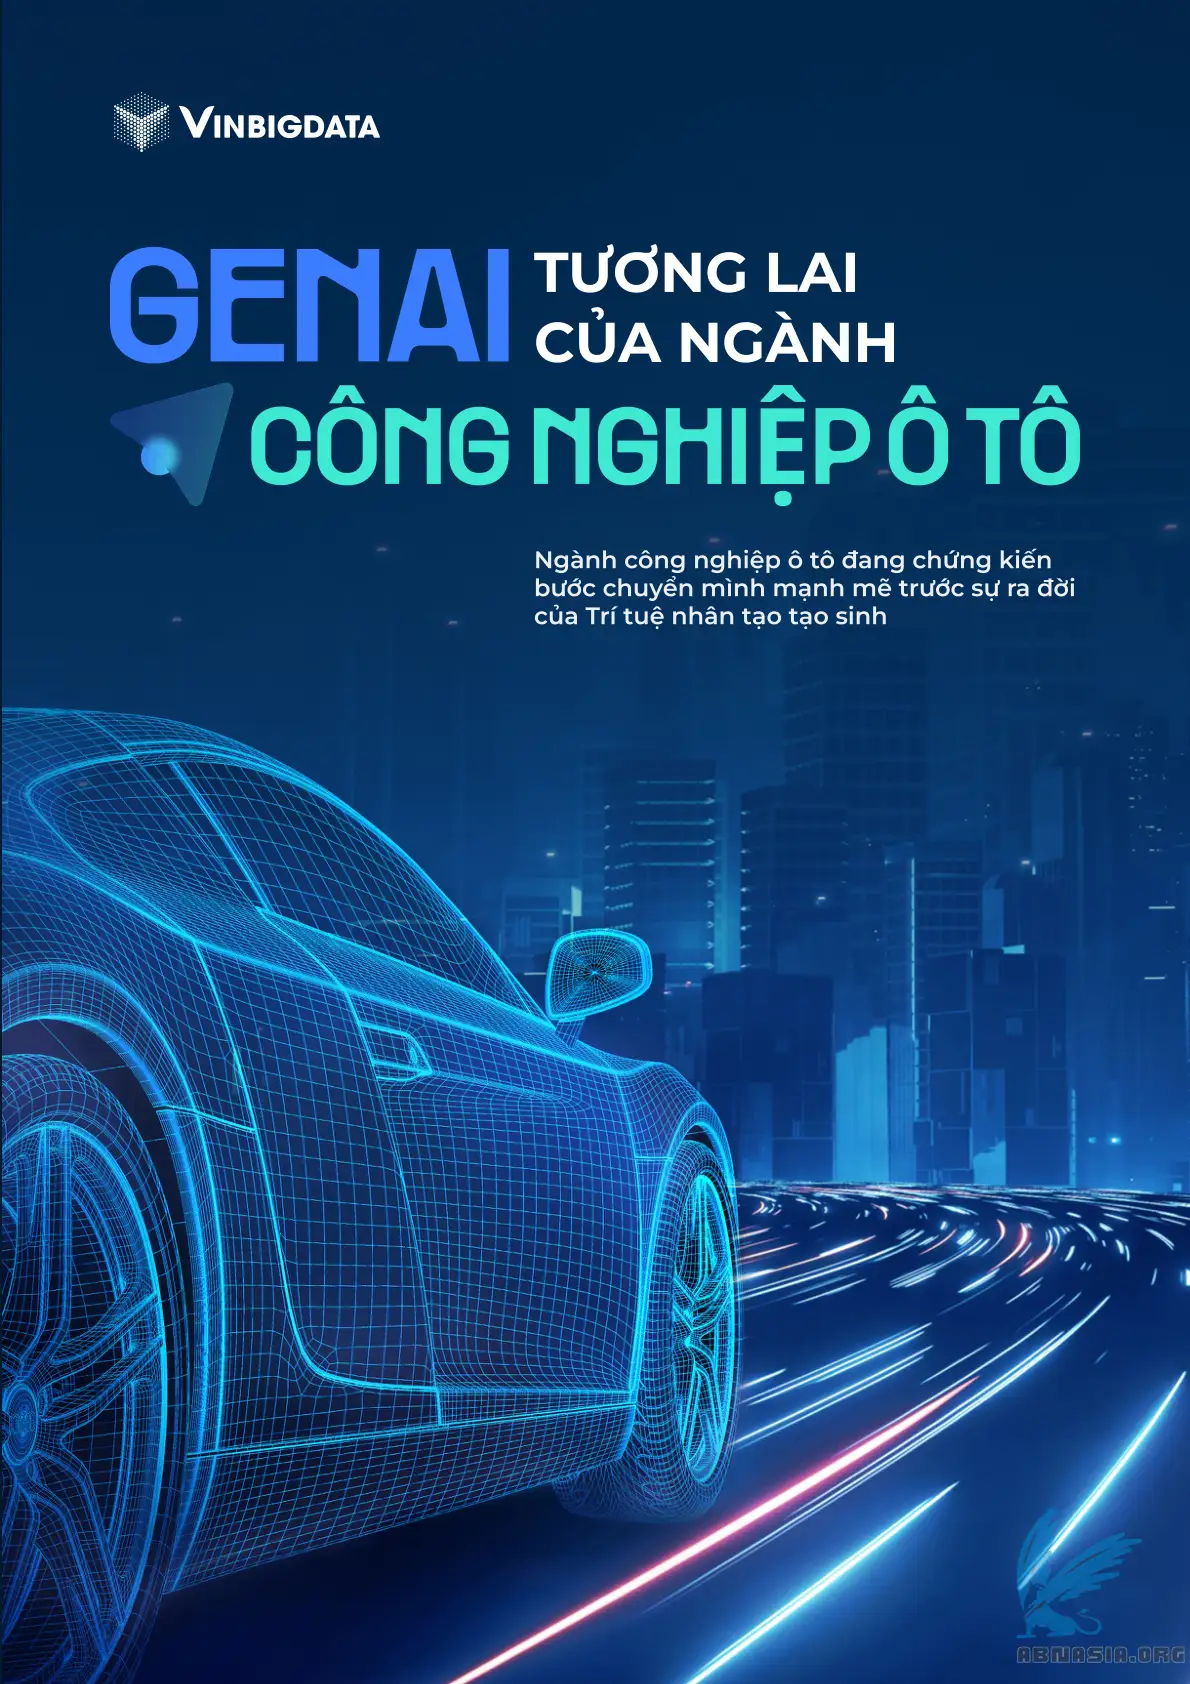 VINBIGDATA
GENAI
TƯƠNG LAI
CỦA NGÀNH
CÔNG NGHIỆP Ô TÔ
Ngành công nghiệp ô tô đang chứng kiến
bước chuyển mình mạnh mẽ trước sự ra đời
của Trí tuệ nhân tạo tạo sinh
ABNASIA.ORG